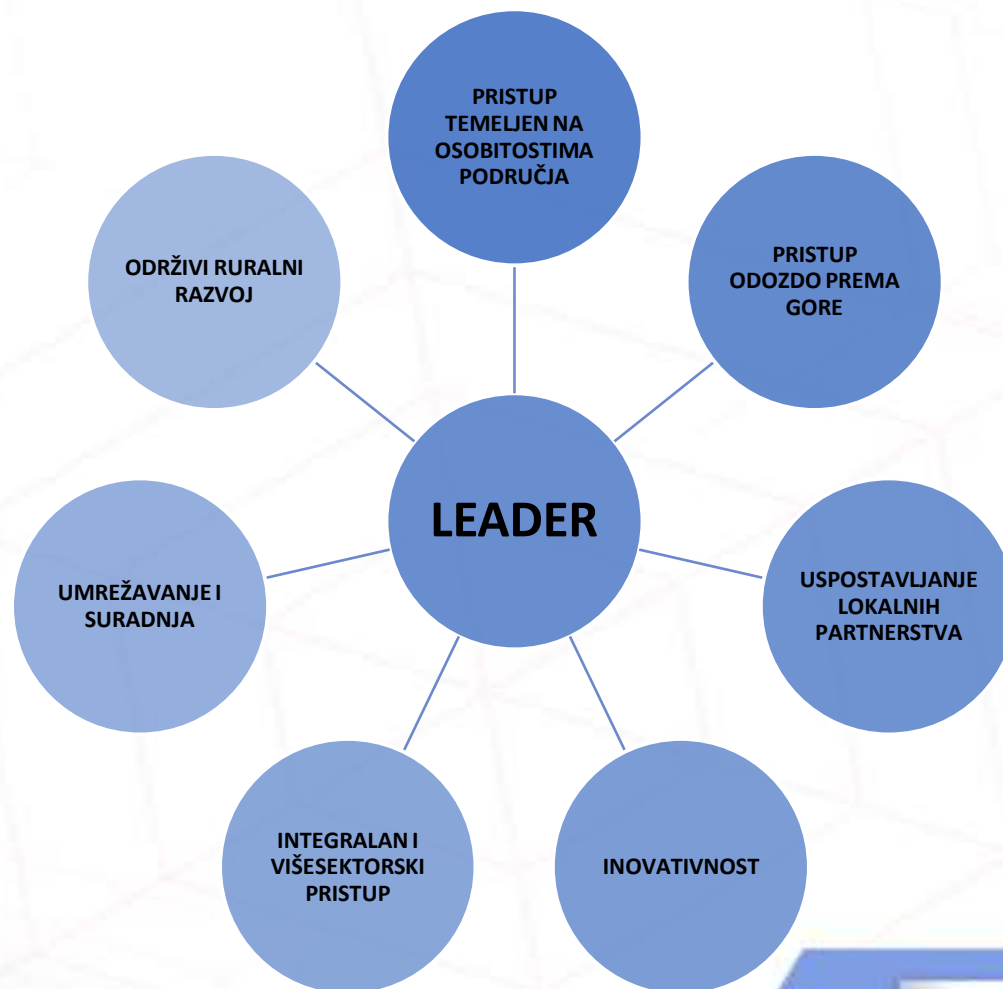 PRISTUP
TEMELJEN NA
OSOBITOSTIMA
PODRUČJA
PRISTUP
ODOZDO PREMA
GORE
USPOSTAVLJANJE
LOKALNIH
PARTNERSTVA
INOVATIVNOST
INTEGRALAN I
VIŠESEKTORSKI
PRISTUP
UMREŽAVANJE I
SURADNJA
ODRŽIVI RURALNI
RAZVOJ
LEADER